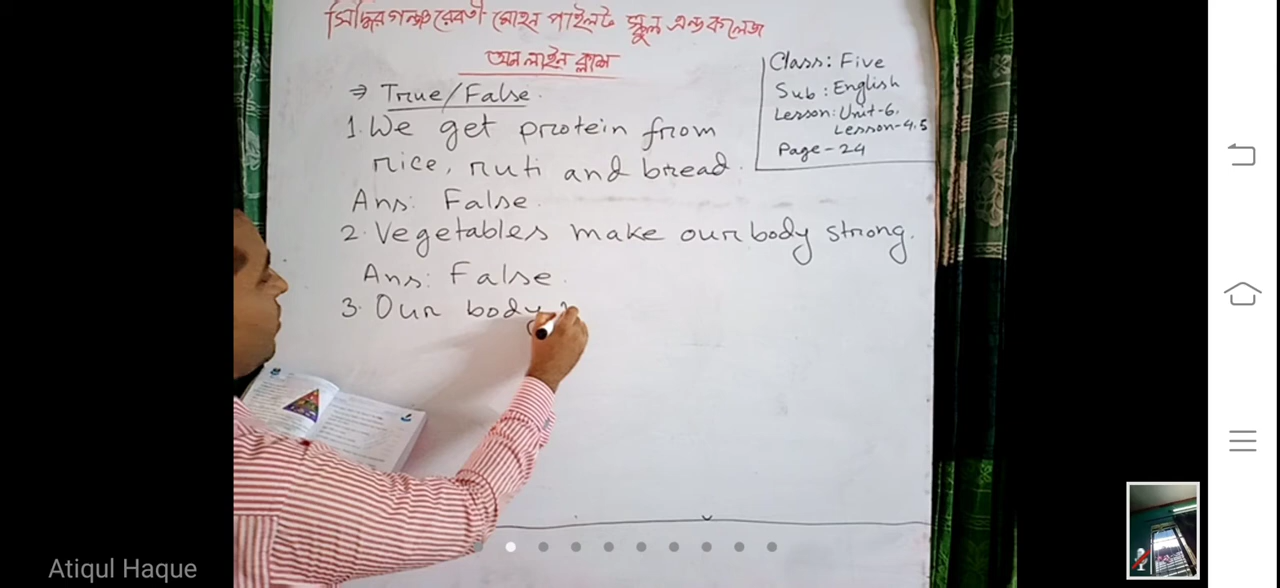 সিদ্ধিরগঞ্জ রেবতী মোহন পাইলট স্কুল এন্ড কলেজ
অন লাইন ক্লাশ
Class: Five
Sub: English
Lesson: Unit-6,
Lesson-4,5
Page-24
⇒ True/False.
1. We get protein from
rice, ruti and bread.
Ans: False.
2. Vegetables make our body strong.
Ans: False.
3. Our body
Atiqul Haque